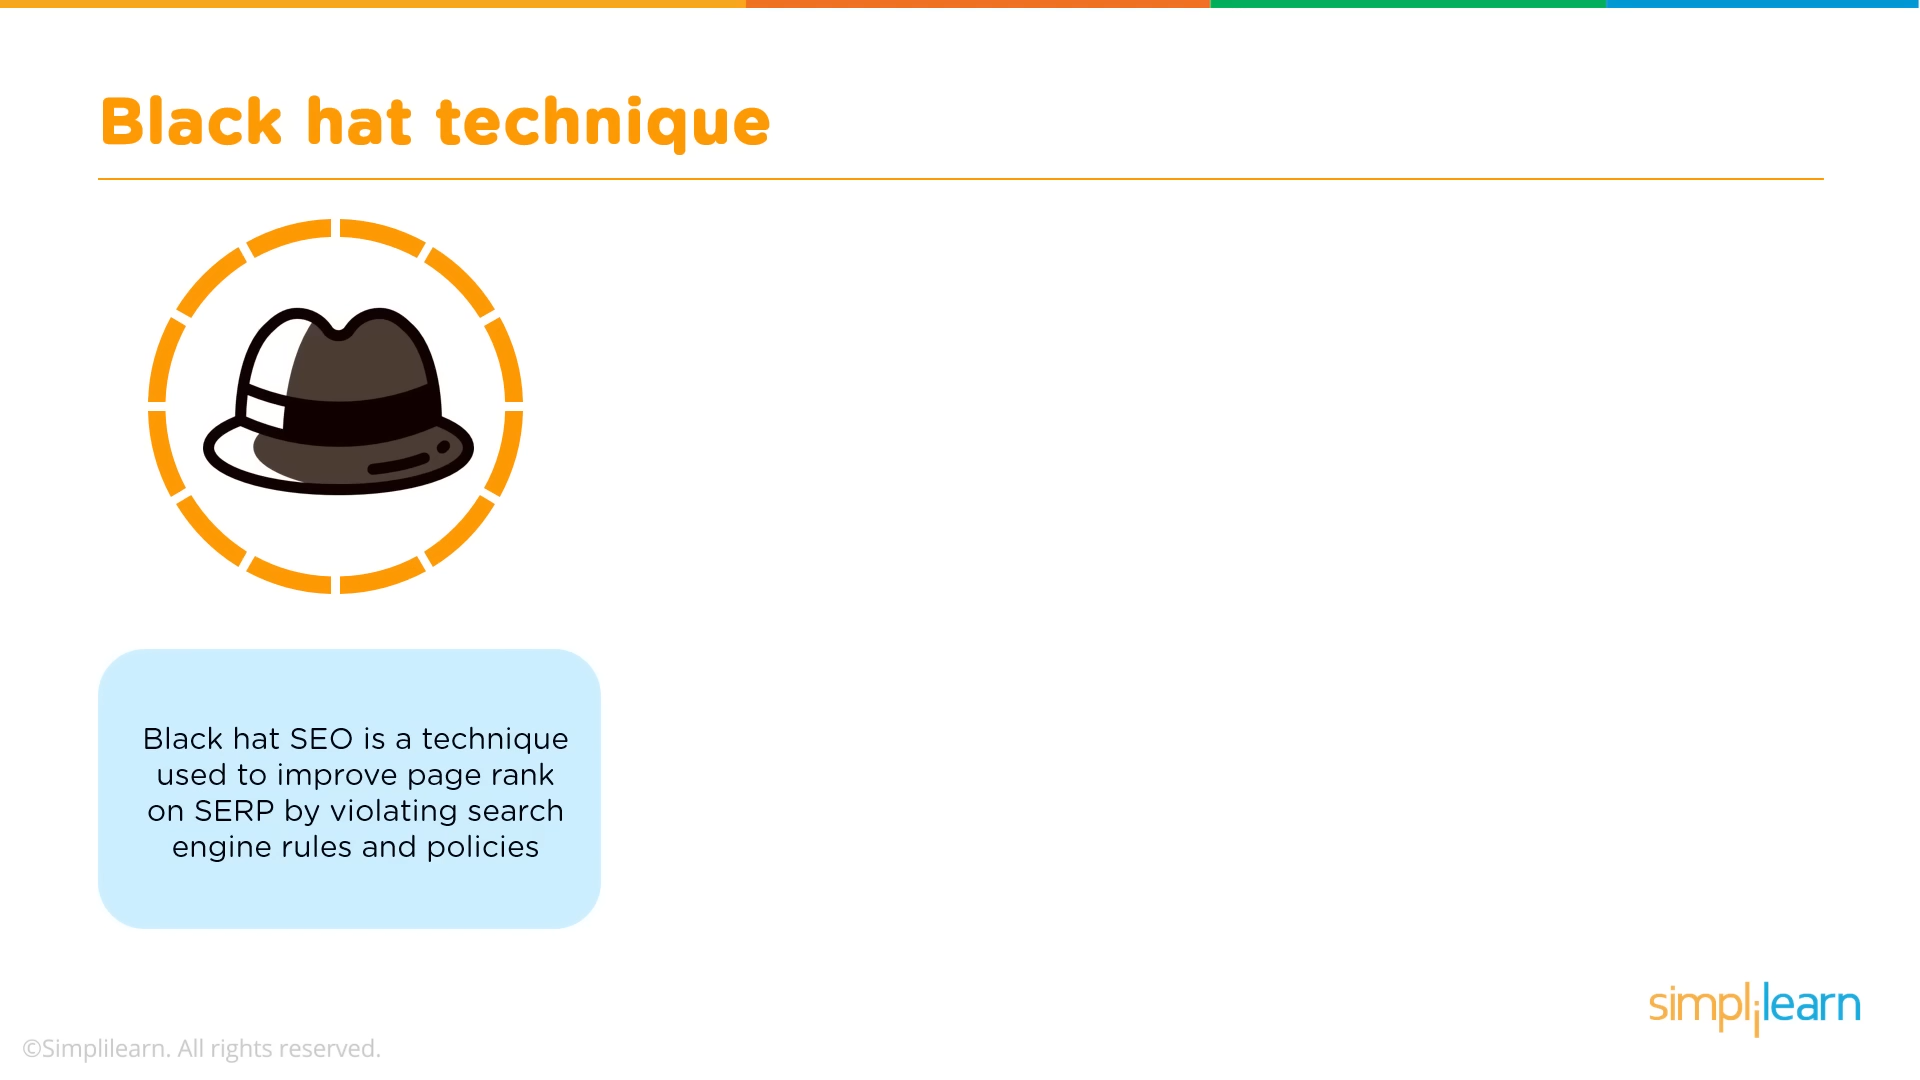 Black hat technique
Black hat SEO is a technique
used to improve page rank
on SERP by violating search
engine rules and policies
simplilearn
©Simplilearn. All rights reserved.